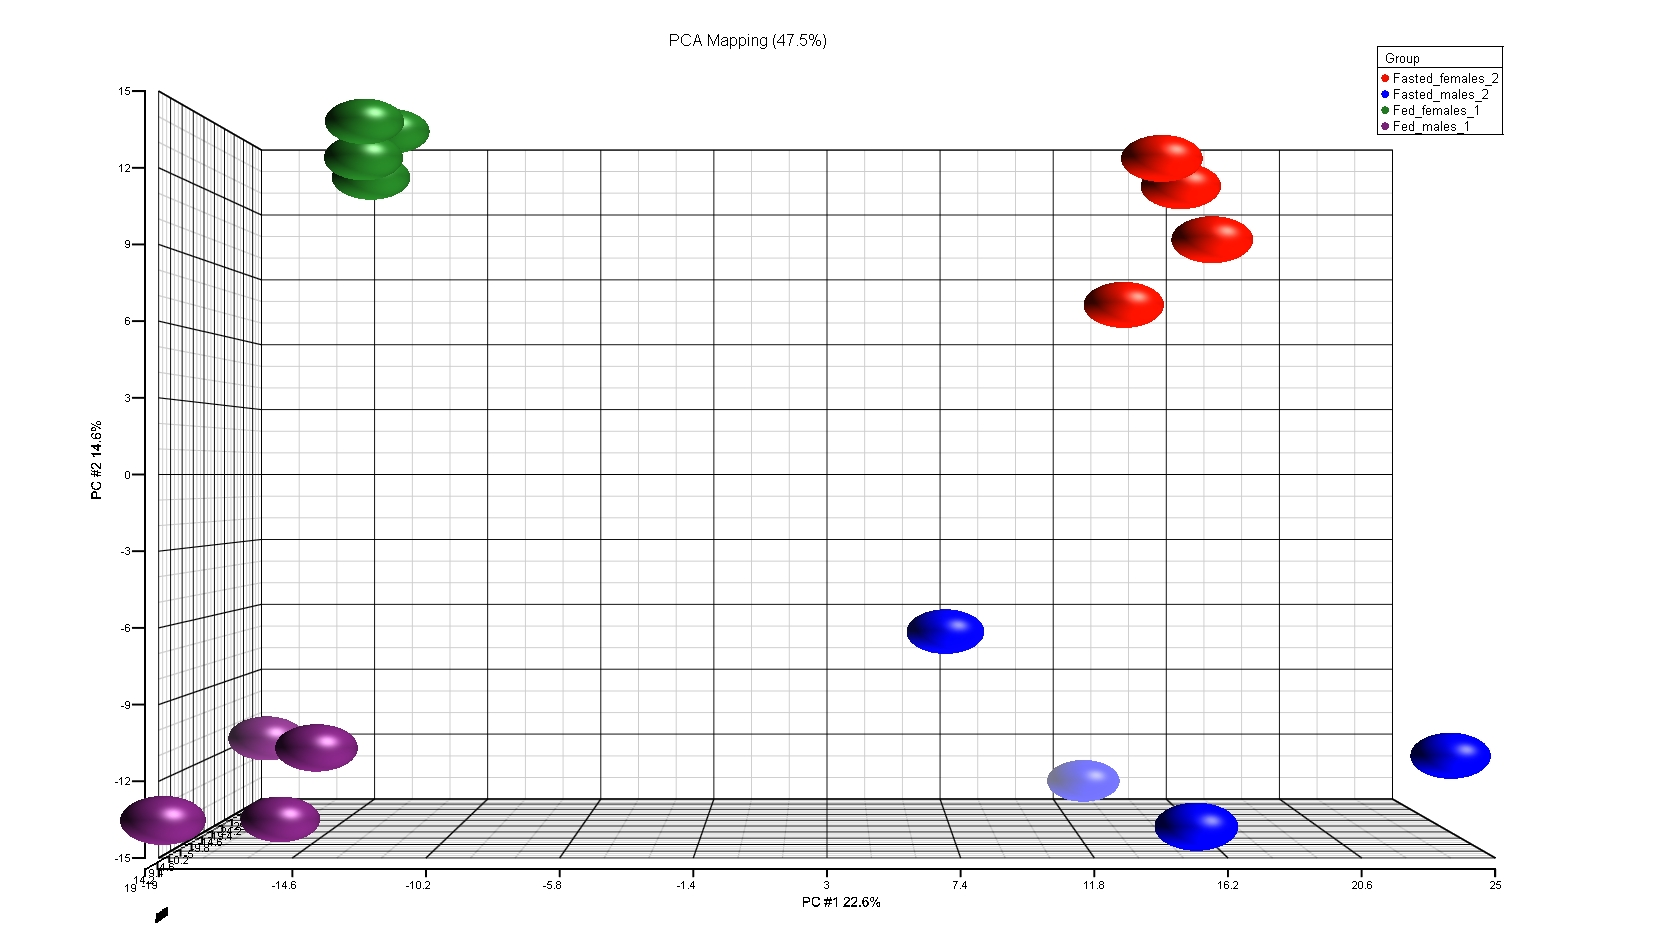 PCA Mapping (47.5%)
Group
Fasted_females_2
Fasted_males_2
Fed_females_1
Fed_males_1
15
12
9
6
3
0
-3
-6
-9
-12
-15
PC #2 14.6%
19
-19
-14.6
-10.2
-5.8
-1.4
3
7.4
11.8
16.2
20.6
25
PC #1 22.6%